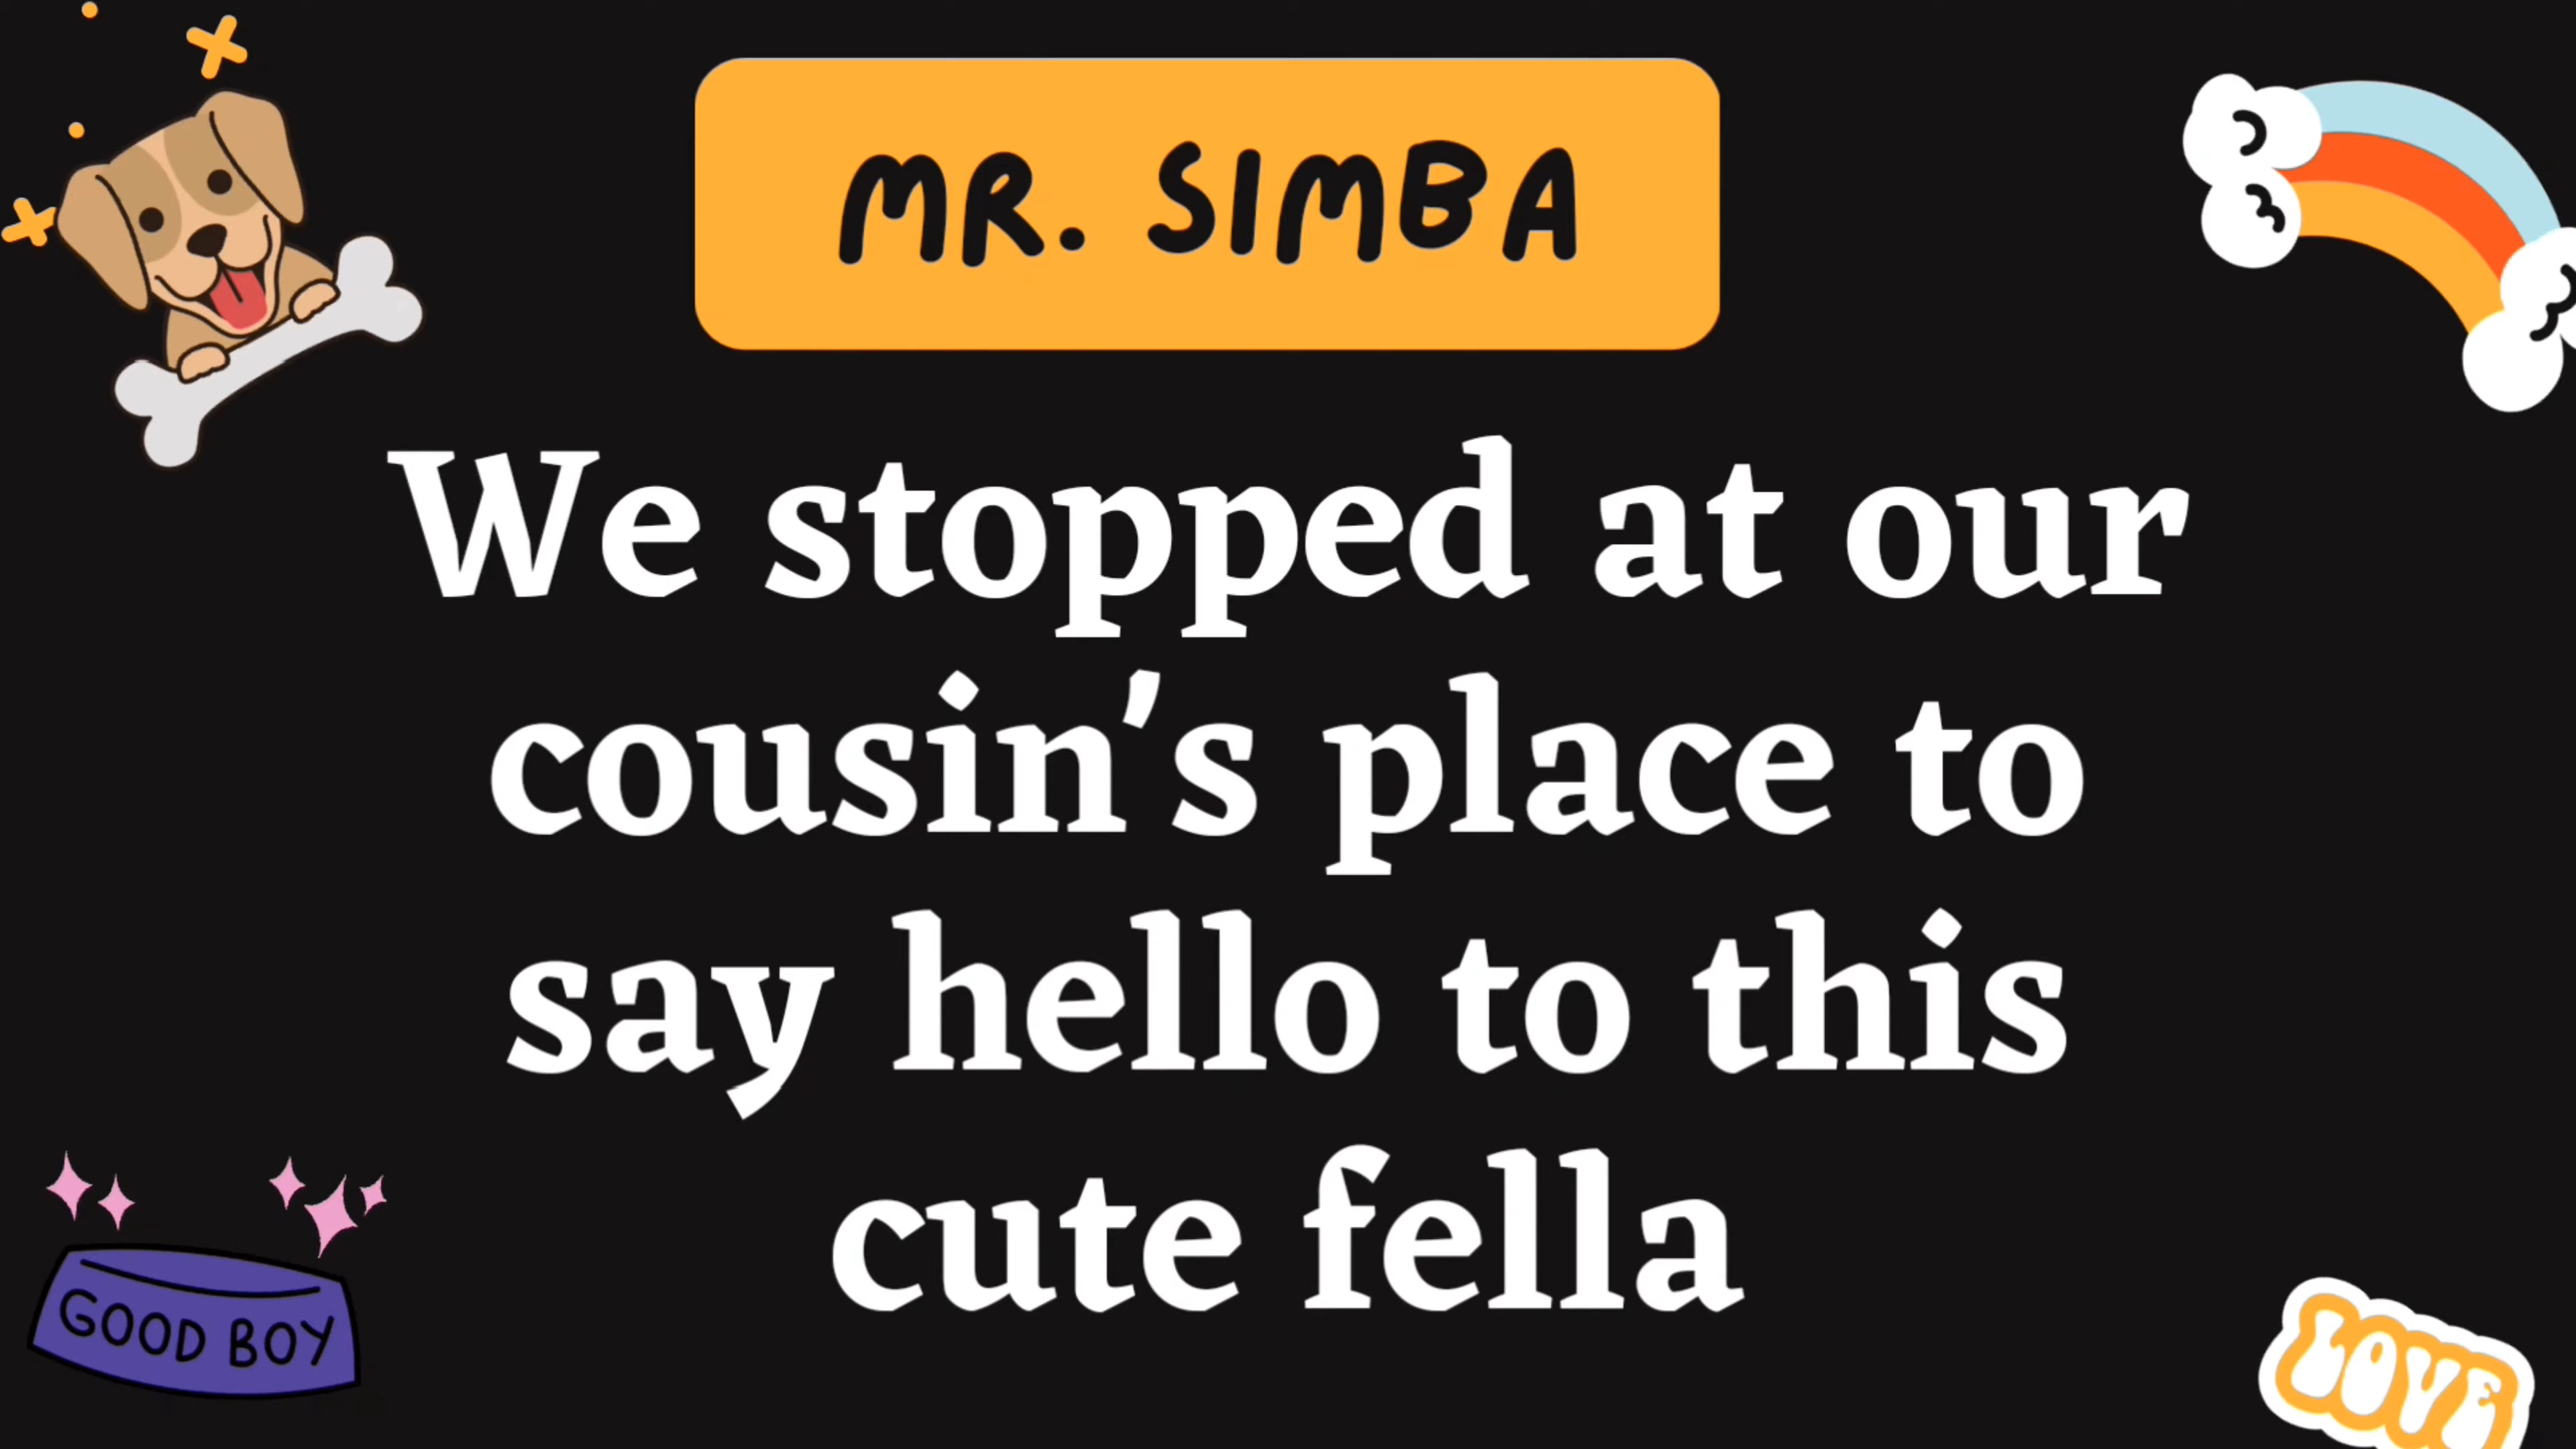 MR. SIMBA
We stopped at our
cousin's place to
say hello to this
cute fella
GOOD BOY
LOVE